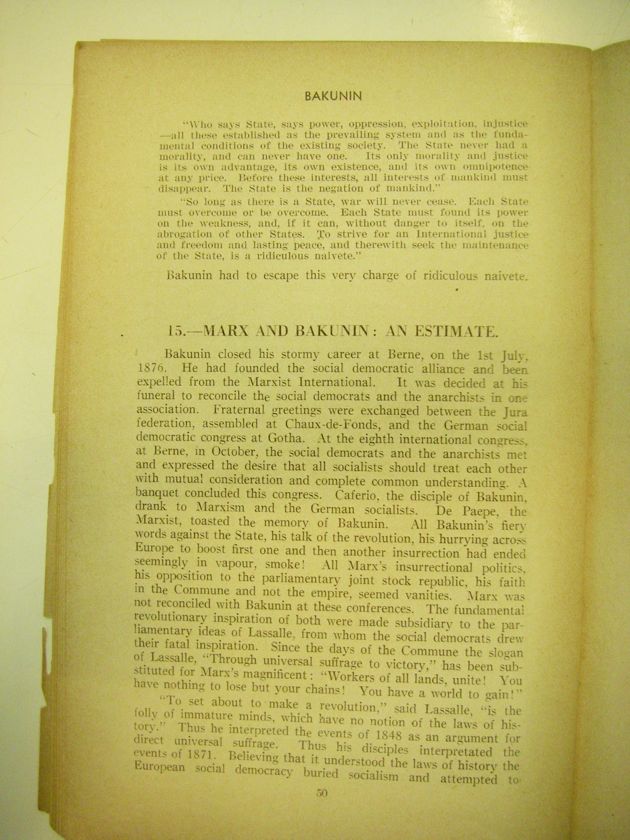 BAKUNIN
"Who says State, says power, oppression, exploitation, injustice
—all these established as the prevailing system and as the funda-
mental conditions of the existing society. The State never had a
morality, and can never have one. Its only morality and justice
is its own advantage, its own existence, and its own omnipotence
at any price. Before these interests, all interests of mankind must
disappear. The State is the negation of mankind."
"So long as there is a State, war will never cease. Each State
must overcome or be overcome. Each State must found its power
on the weakness, and, if it can, without danger to itself, on the
abrogation of other States. To strive for an International justice
and freedom and lasting peace, and therewith seek the maintenance
of the State, is a ridiculous naivete."
Bakunin had to escape this very charge of ridiculous naivete.
15.—MARX AND BAKUNIN: AN ESTIMATE.
Bakunin closed his stormy career at Berne, on the 1st July,
1876. He had founded the social democratic alliance and been
expelled from the Marxist International. It was decided at his
funeral to reconcile the social democrats and the anarchists in one
association. Fraternal greetings were exchanged between the Jura
federation, assembled at Chaux-de-Fonds, and the German social
democratic congress at Gotha. At the eighth international congress,
at Berne, in October, the social democrats and the anarchists met
and expressed the desire that all socialists should treat each other
with mutual consideration and complete common understanding. A
banquet concluded this congress. Caferio, the disciple of Bakunin,
drank to Marxism and the German socialists. De Paepe, the
Marxist, toasted the memory of Bakunin. All Bakunin's fiery
words against the State, his talk of the revolution, his hurrying across
Europe to boost first one and then another insurrection had ended
seemingly in vapour, smoke! All Marx's insurrectional politics,
his opposition to the parliamentary joint stock republic, his faith
in the Commune and not the empire, seemed vanities. Marx was
not reconciled with Bakunin at these conferences. The fundamental
revolutionary inspiration of both were made subsidiary to the par-
liamentary ideas of Lassalle, from whom the social democrats drew
their fatal inspiration. Since the days of the Commune the slogan
of Lassalle, "Through universal suffrage to victory," has been sub-
stituted for Marx's magnificent: "Workers of all lands, unite! You
have nothing to lose but your chains! You have a world to gain!"
"To set about to make a revolution," said Lassalle, "is the
folly of immature minds, which have no notion of the laws of his-
tory." Thus he interpreted the events of 1848 as an argument for
direct universal suffrage. Thus his disciples interpretated the
events of 1871. Believing that it understood the laws of history the
European social democracy buried socialism and attempted to
50